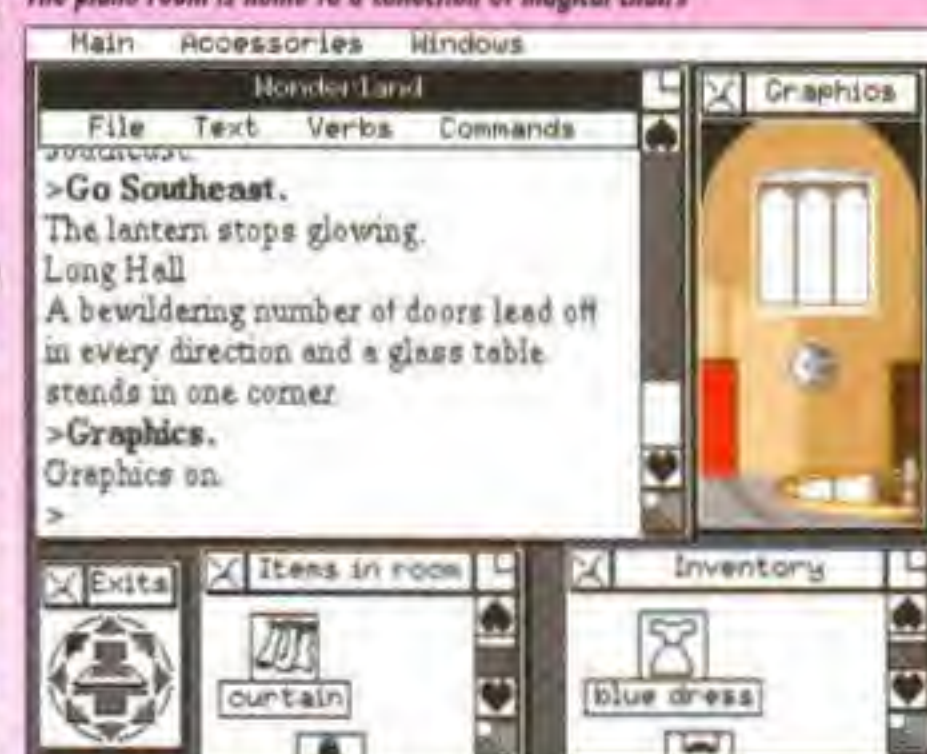 The piano room is home to a collection of magical chairs
Main Accessories Windows
Wonderland
File Text Verbs Commands
southeast.
>Go Southeast.
The lantern stops glowing.
Long Hall
A bewildering number of doors lead off
in every direction and a glass table
stands in one corner
>Graphics.
Graphics on.
>
Graphics
Exits
Items in room
curtain
Inventory
blue dress